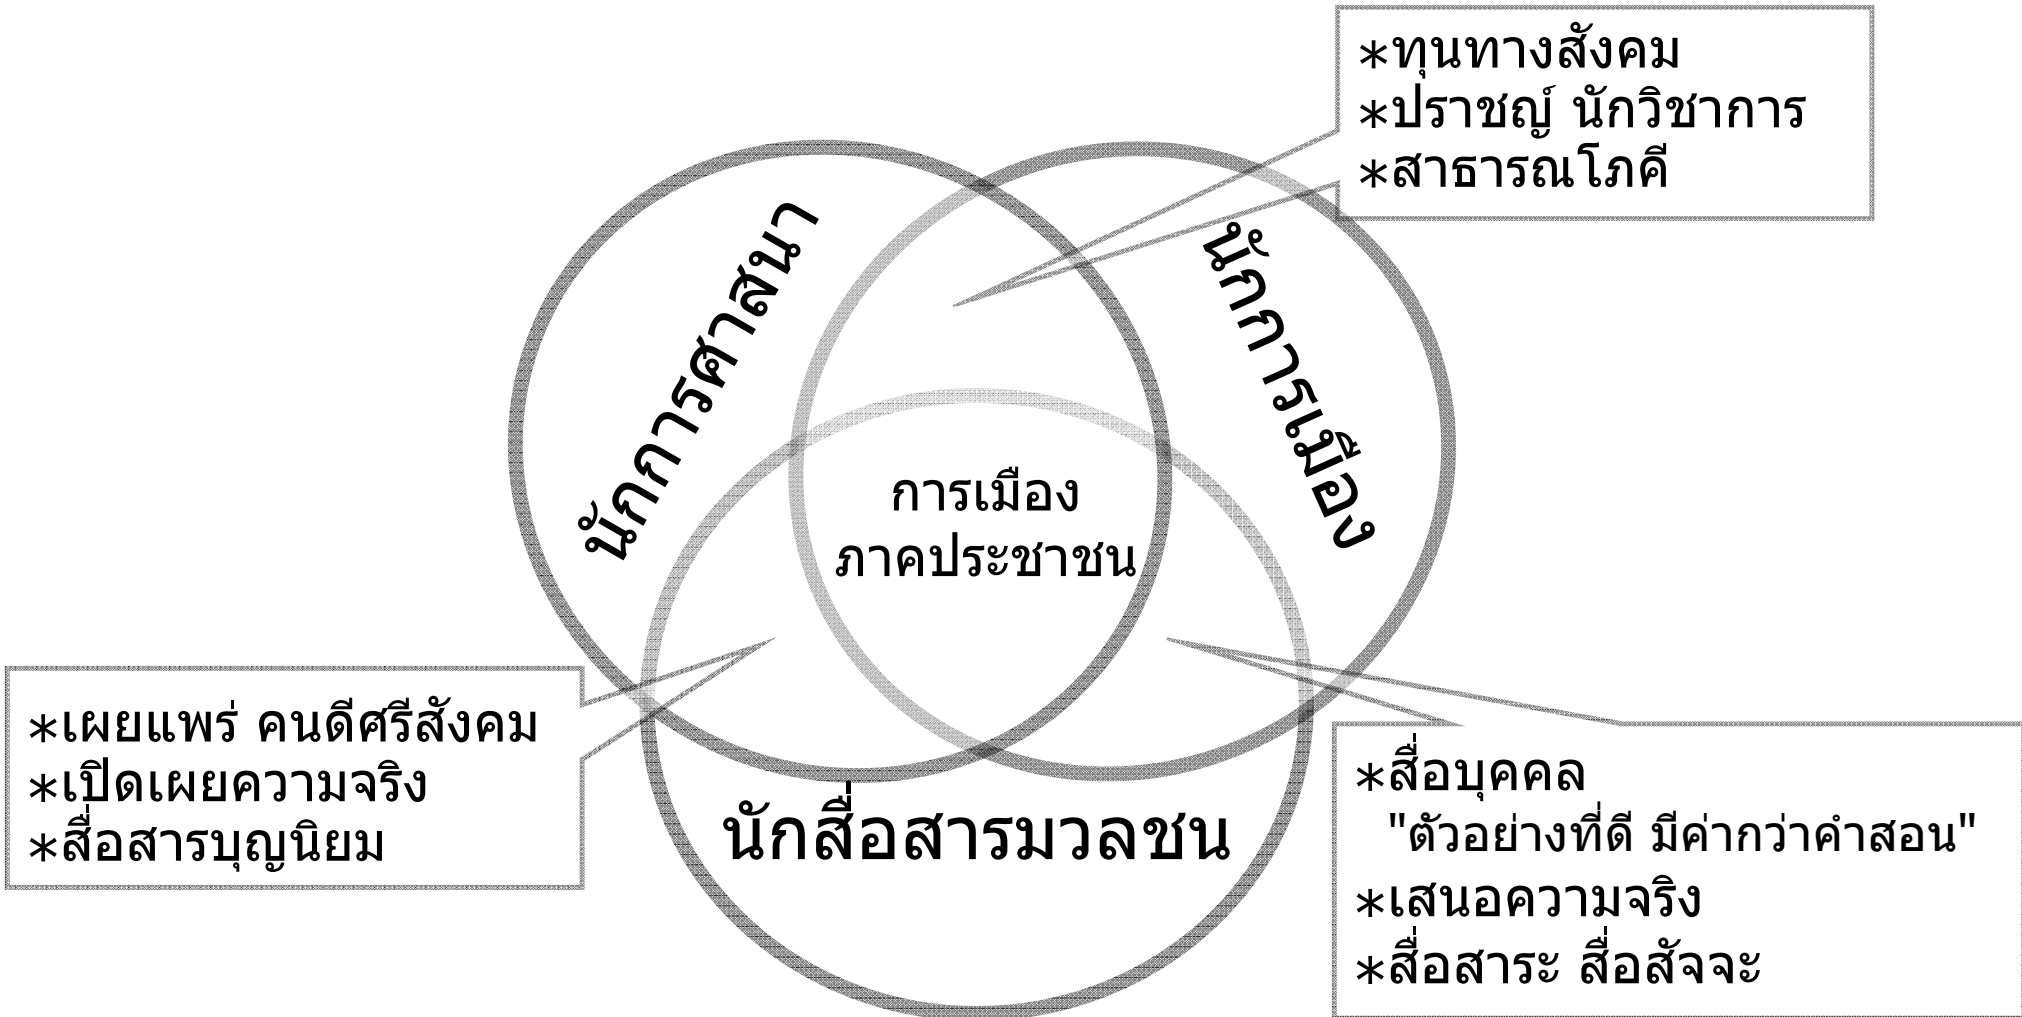 *ทุนทางสังคม
*ปราชญ์ นักวิชาการ
*สาธารณโภคี
นักการศาสนา
นักการเมือง
การเมือง
ภาคประชาชน
*เผยแพร่ คนดีศรีสังคม
*เปิดเผยความจริง
*สื่อสารบุญนิยม
นักสื่อสารมวลชน
*สื่อบุคคล
"ตัวอย่างที่ดี มีค่ากว่าคำสอน"
*เสนอความจริง
*สื่อสาระ สื่อสัจจะ